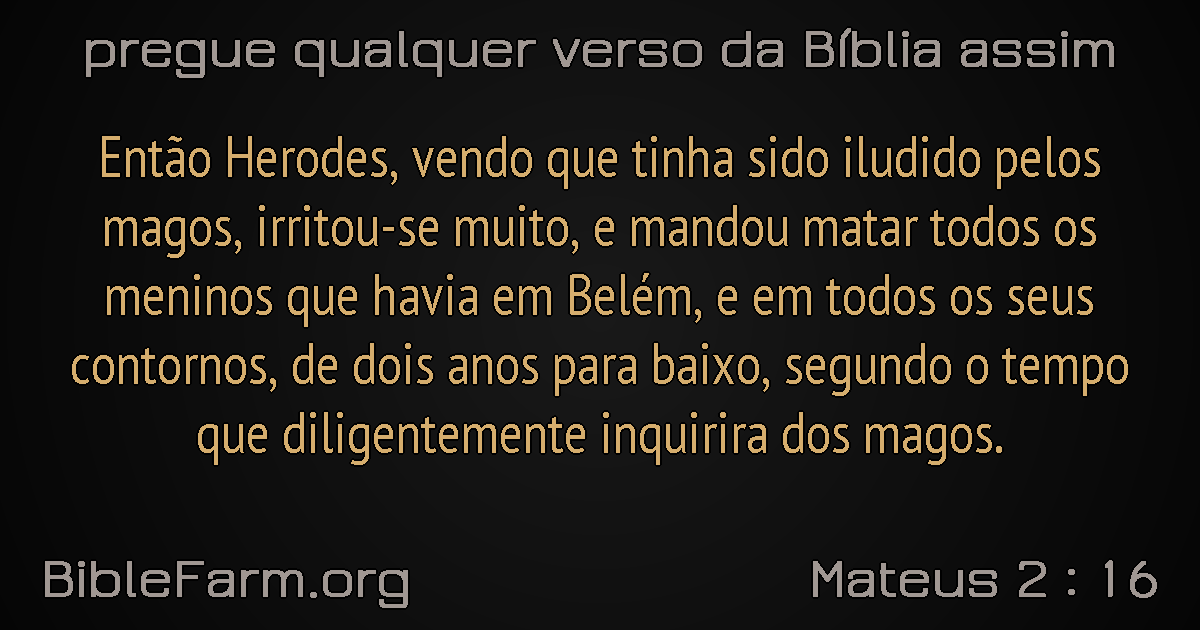 pregue qualquer verso da Bíblia assim
Então Herodes, vendo que tinha sido iludido pelos
magos, irritou-se muito, e mandou matar todos os
meninos que havia em Belém, e em todos os seus
contornos, de dois anos para baixo, segundo o tempo
que diligentemente inquirira dos magos.
BibleFarm.org
Mateus 2 : 16